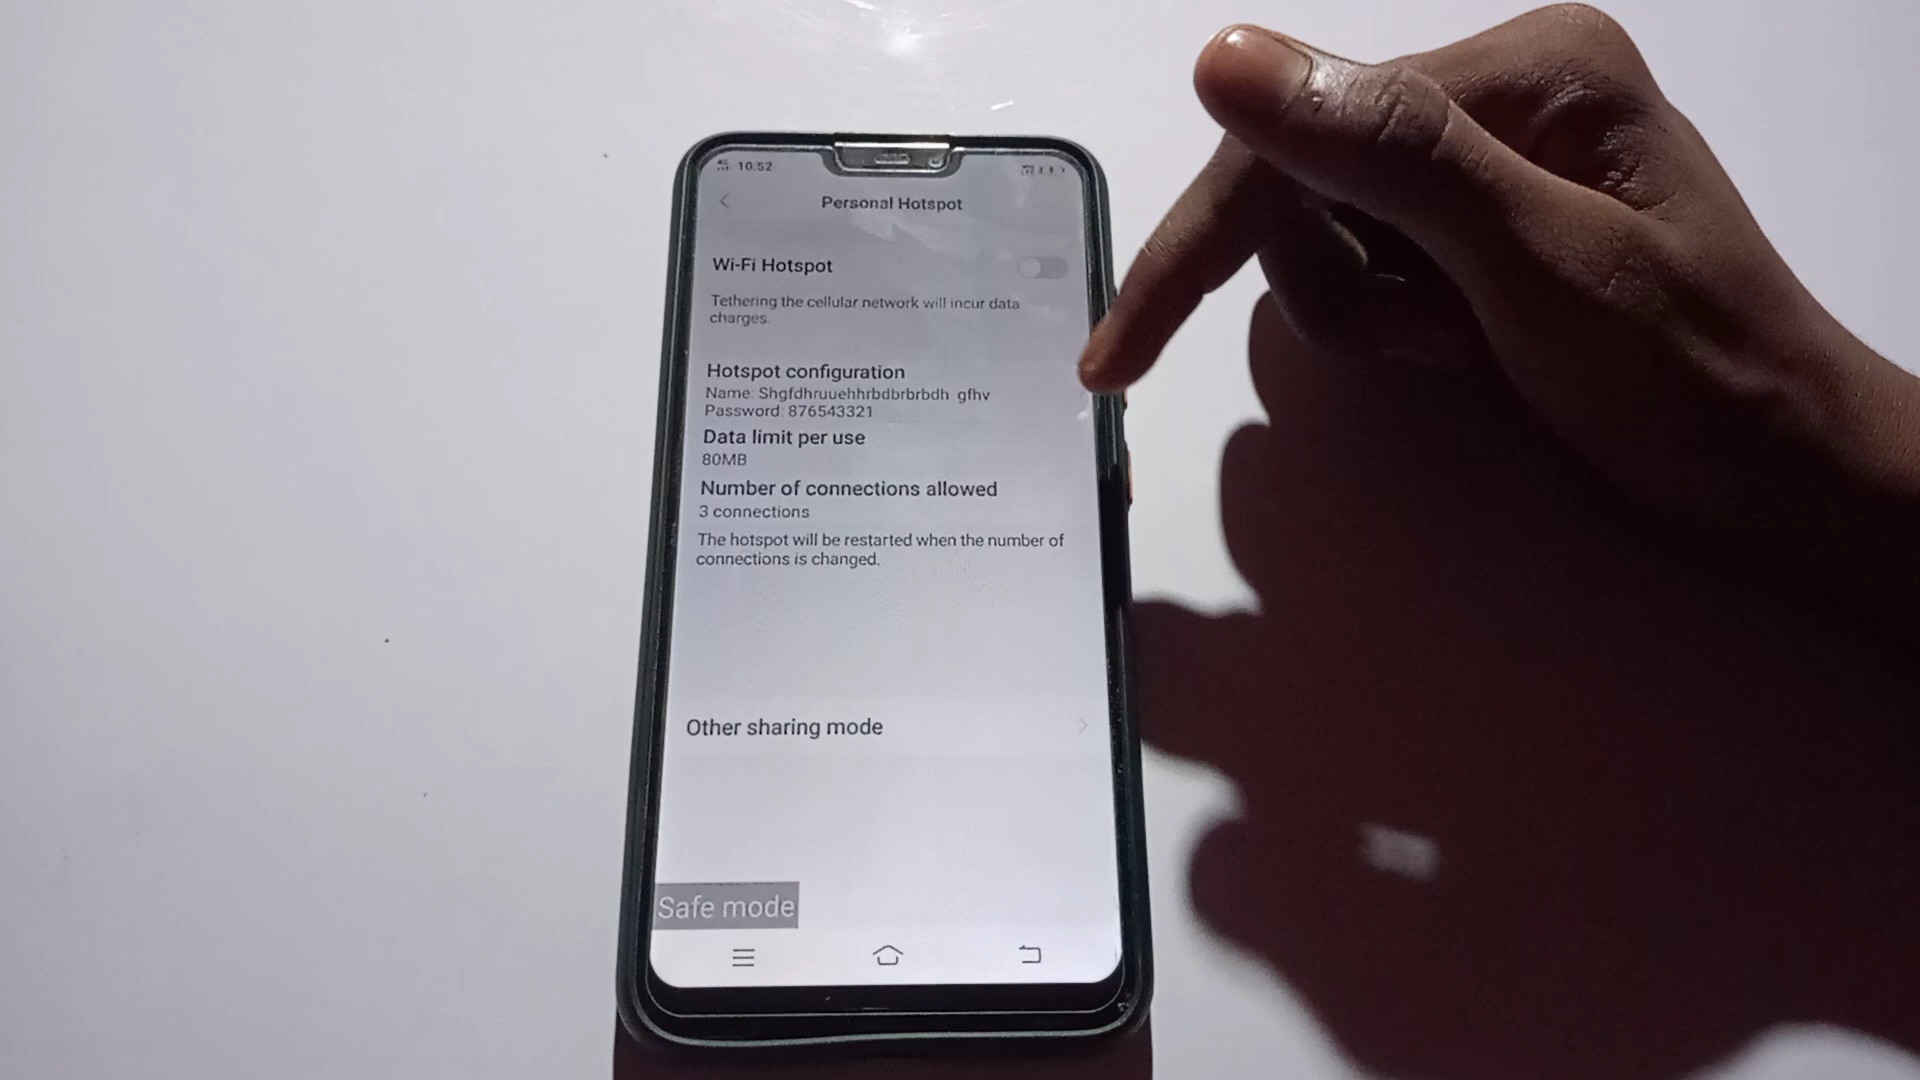 4G 10:52
Personal Hotspot
Wi-Fi Hotspot
Tethering the cellular network will incur data
charges.
Hotspot configuration
Name: Shgfdhruuehhrbdbrbrbdh gfhv
Password: 876543321
Data limit per use
80MB
Number of connections allowed
3 connections
The hotspot will be restarted when the number of
connections is changed.
Other sharing mode
Safe mode